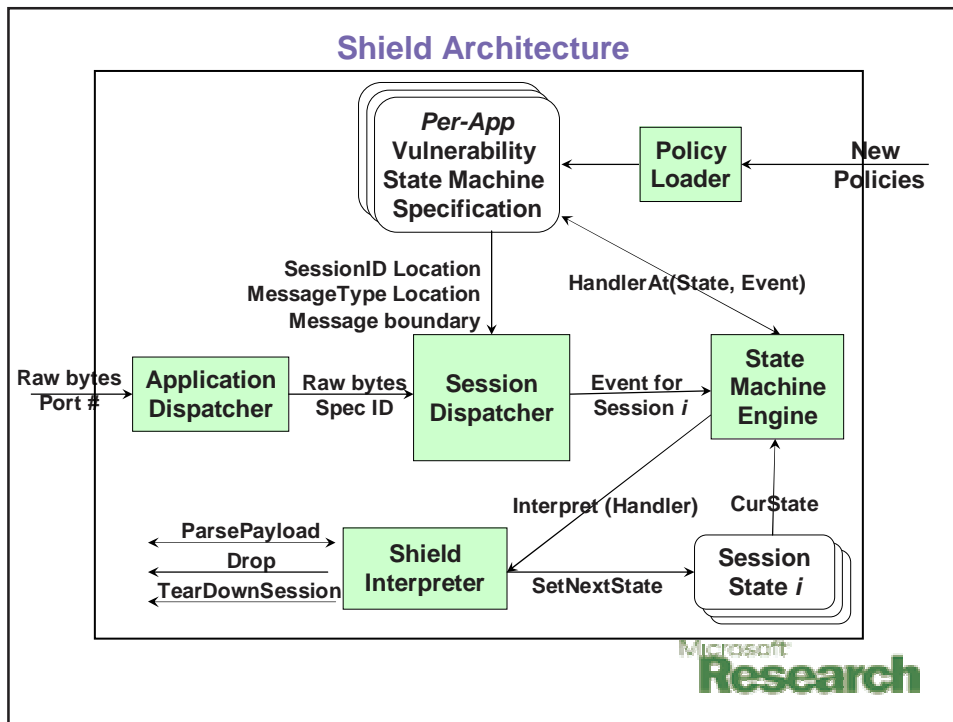 Shield Architecture
Per-App
Vulnerability
State Machine
Specification
Policy
Loader
New
Policies
SessionID Location
MessageType Location
Message boundary
HandlerAt(State, Event)
Raw bytes
Port #
Application
Dispatcher
Raw bytes
Spec ID
Session
Dispatcher
Event for
Session i
State
Machine
Engine
Interpret (Handler)
CurState
ParsePayload
Drop
TearDownSession
Shield
Interpreter
SetNextState
Session
State i
Microsoft
Research